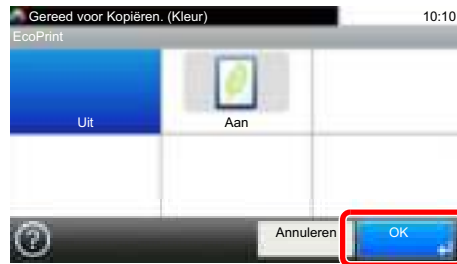 Gereed voor Kopiëren. (Kleur) 10:10
EcoPrint
Uit Aan
Annuleren OK